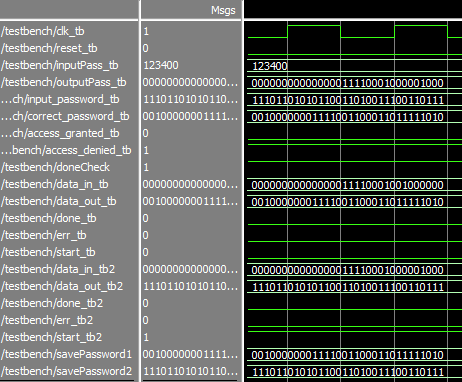 Msgs
/testbench/clk_tb 1
/testbench/reset_tb 0
/testbench/inputPass_tb 123400 123400
/testbench/outputPass_tb 00000000000000... 00000000000000011110001000001000
...ch/input_password_tb 11101101010110... 11101101010110011010011100110111
...ch/correct_password_tb 00100000001111... 00100000001111001100011011111010
...ch/access_granted_tb 0
...bench/access_denied_tb 1
/testbench/doneCheck 1
/testbench/data_in_tb 00000000000000... 00000000000000011110001001000000
/testbench/data_out_tb 00100000001111... 00100000001111001100011011111010
/testbench/done_tb 0
/testbench/err_tb 0
/testbench/start_tb 0
/testbench/data_in_tb2 00000000000000... 00000000000000011110001000001000
/testbench/data_out_tb2 11101101010110... 11101101010110011010011100110111
/testbench/done_tb2 0
/testbench/err_tb2 0
/testbench/start_tb2 1
/testbench/savePassword1 00100000001111... 00100000001111001100011011111010
/testbench/savePassword2 11101101010110... 11101101010110011010011100110111